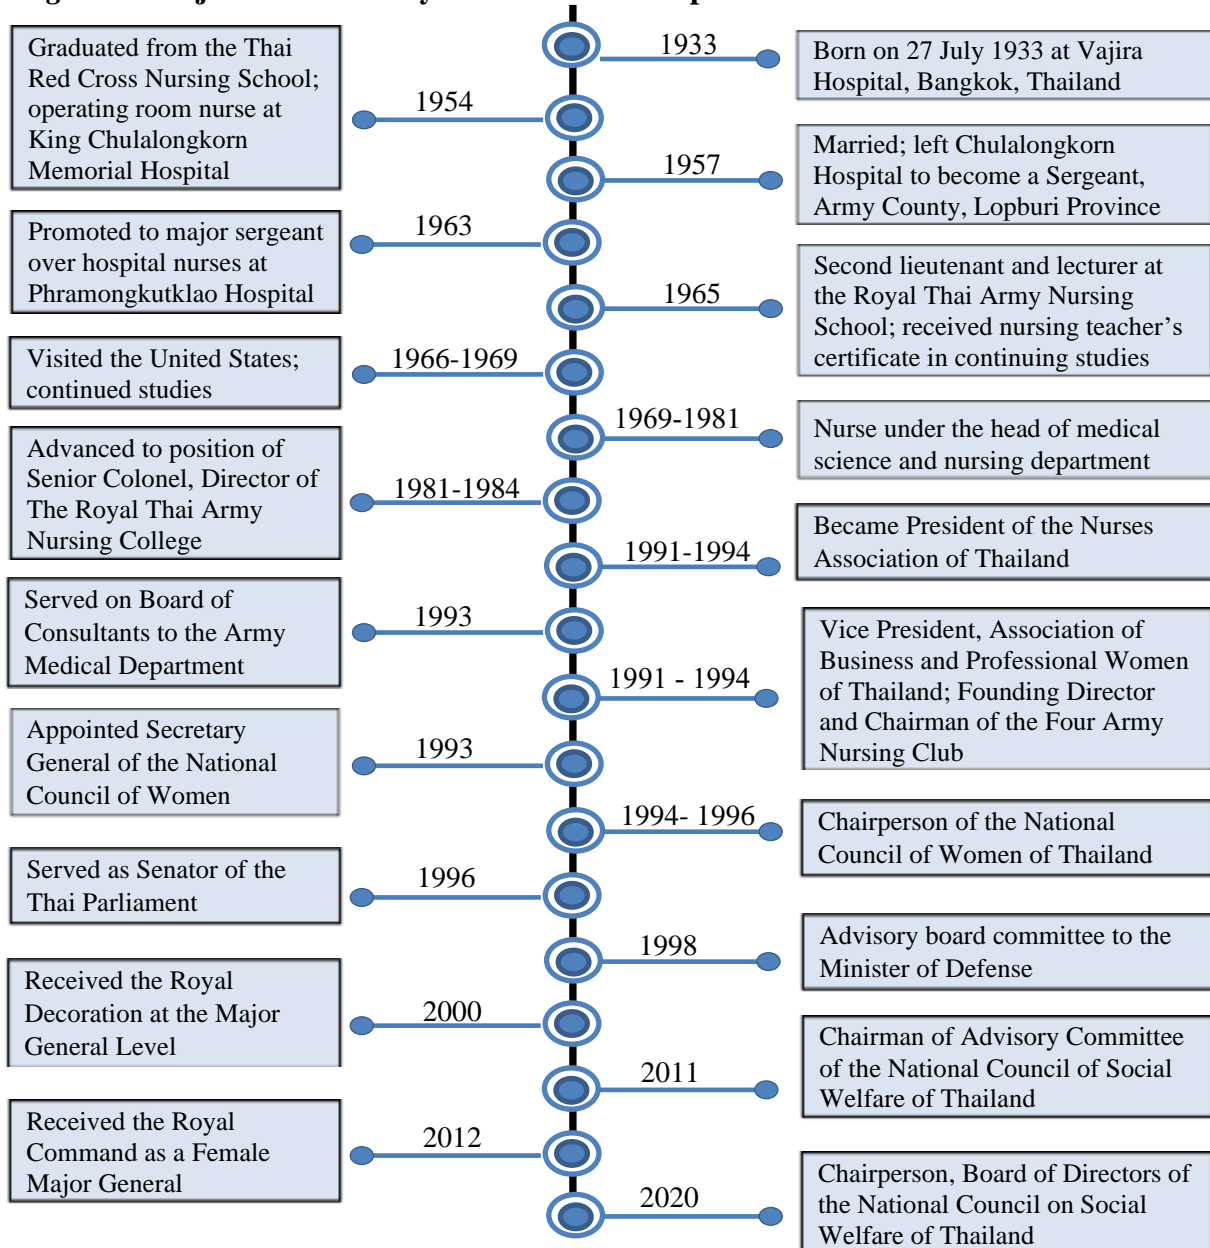 1933
Born on 27 July 1933 at Vajira
Hospital, Bangkok, Thailand
Graduated from the Thai
Red Cross Nursing School;
operating room nurse at
King Chulalongkorn
Memorial Hospital
1954
1957
Married; left Chulalongkorn
Hospital to become a Sergeant,
Army County, Lopburi Province
Promoted to major sergeant
over hospital nurses at
Phramongkutklao Hospital
1963
1965
Second lieutenant and lecturer at
the Royal Thai Army Nursing
School; received nursing teacher’s
certificate in continuing studies
Visited the United States;
continued studies
1966-1969
1969-1981
Nurse under the head of medical
science and nursing department
Advanced to position of
Senior Colonel, Director of
The Royal Thai Army
Nursing College
1981-1984
1991-1994
Became President of the Nurses
Association of Thailand
Served on Board of
Consultants to the Army
Medical Department
1993
1991 - 1994
Vice President, Association of
Business and Professional Women
of Thailand; Founding Director
and Chairman of the Four Army
Nursing Club
Appointed Secretary
General of the National
Council of Women
1993
1994- 1996
Chairperson of the National
Council of Women of Thailand
Served as Senator of the
Thai Parliament
1996
1998
Advisory board committee to the
Minister of Defense
Received the Royal
Decoration at the Major
General Level
2000
2011
Chairman of Advisory Committee
of the National Council of Social
Welfare of Thailand
Received the Royal
Command as a Female
Major General
2012
2020
Chairperson, Board of Directors of
the National Council on Social
Welfare of Thailand